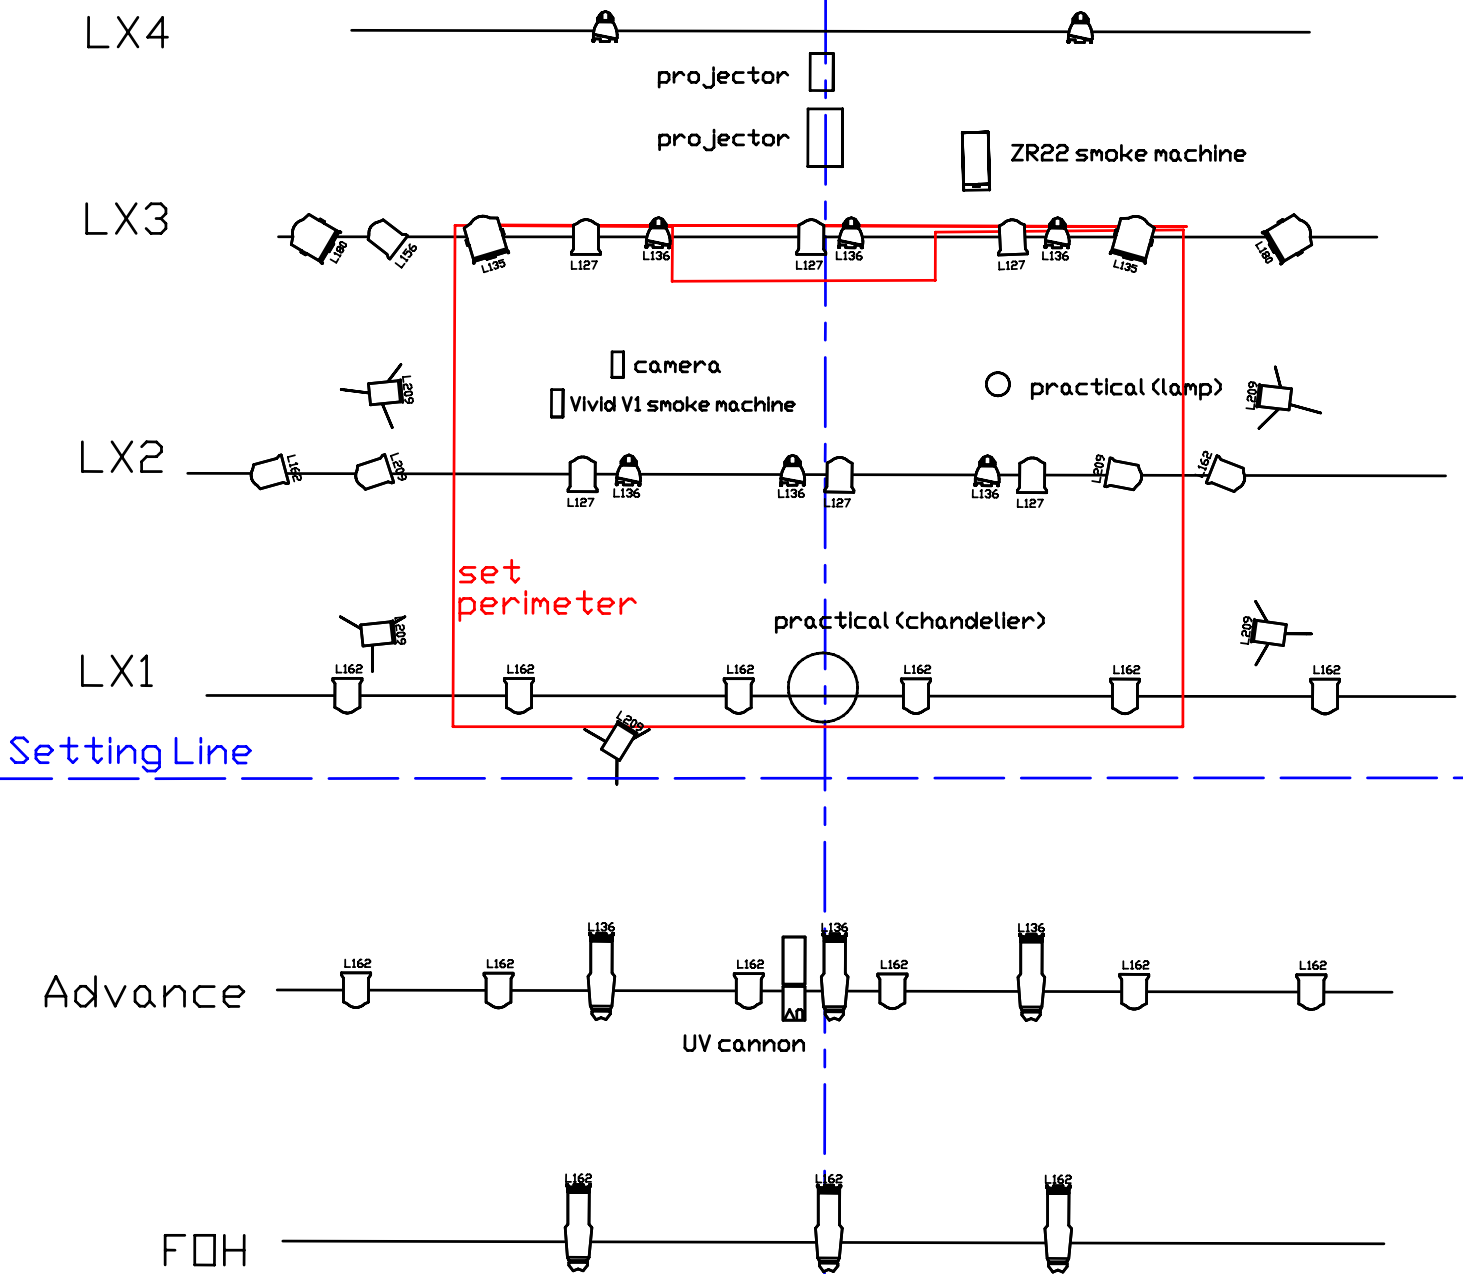 LX4
projector
projector
ZR22 smoke machine
LX3
L180
L156
L135
L127
L136
L127
L136
L127
L136
L135
L180
camera
Vivid V1 smoke machine
practical (lamp)
L209
L209
LX2
L162
L209
L127
L136
L136
L127
L136
L127
L209
L162
set
perimeter
practical (chandelier)
L209
L209
LX1
L162
L162
L162
L162
L162
L162
L209
Setting Line
L136
L136
L136
Advance
L162
L162
L162
L162
L162
L162
UV
UV cannon
L162
L162
L162
FOH